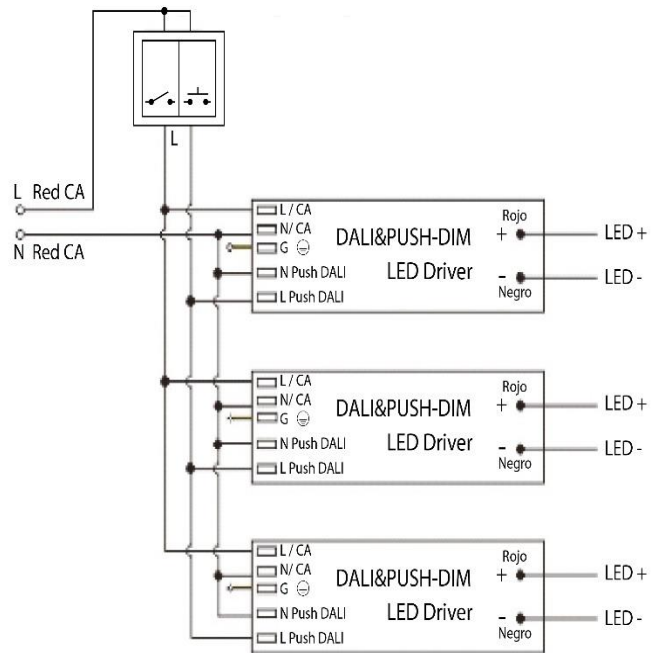 L
L Red CA
N Red CA
L / CA
N/ CA
G
N Push DALI
L Push DALI
DALI&PUSH-DIM
LED Driver
Rojo
+
-
Negro
LED +
LED -
L / CA
N/ CA
G
N Push DALI
L Push DALI
DALI&PUSH-DIM
LED Driver
Rojo
+
-
Negro
LED +
LED -
L / CA
N/ CA
G
N Push DALI
L Push DALI
DALI&PUSH-DIM
LED Driver
Rojo
+
-
Negro
LED +
LED -